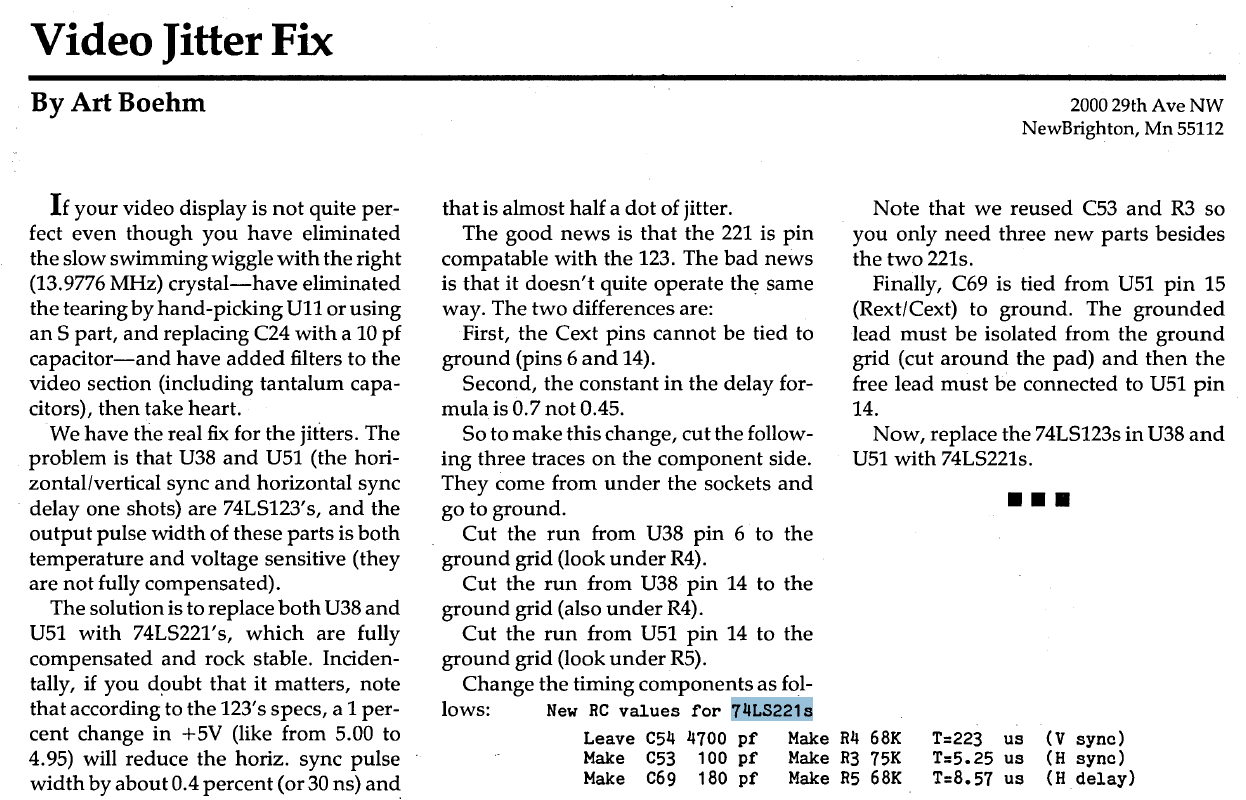 Video Jitter Fix
By Art Boehm
2000 29th Ave NW
NewBrighton, Mn 55112
If your video display is not quite per-
fect even though you have eliminated
the slow swimming wiggle with the right
(13.9776 MHz) crystal—have eliminated
the tearing by hand-picking U11 or using
an S part, and replacing C24 with a 10 pf
capacitor—and have added filters to the
video section (including tantalum capa-
citors), then take heart.
We have the real fix for the jitters. The
problem is that U38 and U51 (the hori-
zontal/vertical sync and horizontal sync
delay one shots) are 74LS123's, and the
output pulse width of these parts is both
temperature and voltage sensitive (they
are not fully compensated).
The solution is to replace both U38 and
U51 with 74LS221's, which are fully
compensated and rock stable. Inciden-
tally, if you doubt that it matters, note
that according to the 123's specs, a 1 per-
cent change in +5V (like from 5.00 to
4.95) will reduce the horiz. sync pulse
width by about 0.4 percent (or 30 ns) and
that is almost half a dot of jitter.
The good news is that the 221 is pin
compatable with the 123. The bad news
is that it doesn't quite operate the same
way. The two differences are:
First, the Cext pins cannot be tied to
ground (pins 6 and 14).
Second, the constant in the delay for-
mula is 0.7 not 0.45.
So to make this change, cut the follow-
ing three traces on the component side.
They come from under the sockets and
go to ground.
Cut the run from U38 pin 6 to the
ground grid (look under R4).
Cut the run from U38 pin 14 to the
ground grid (also under R4).
Cut the run from U51 pin 14 to the
ground grid (look under R5).
Change the timing components as fol-
lows: New RC values for 74LS221s
Leave C54 4700 pf Make R4 68K T=223 us (V sync)
Make C53 100 pf Make R3 75K T=5.25 us (H sync)
Make C69 180 pf Make R5 68K T=8.57 us (H delay)
Note that we reused C53 and R3 so
you only need three new parts besides
the two 221s.
Finally, C69 is tied from U51 pin 15
(Rext/Cext) to ground. The grounded
lead must be isolated from the ground
grid (cut around the pad) and then the
free lead must be connected to U51 pin
14.
Now, replace the 74LS123s in U38 and
U51 with 74LS221s.